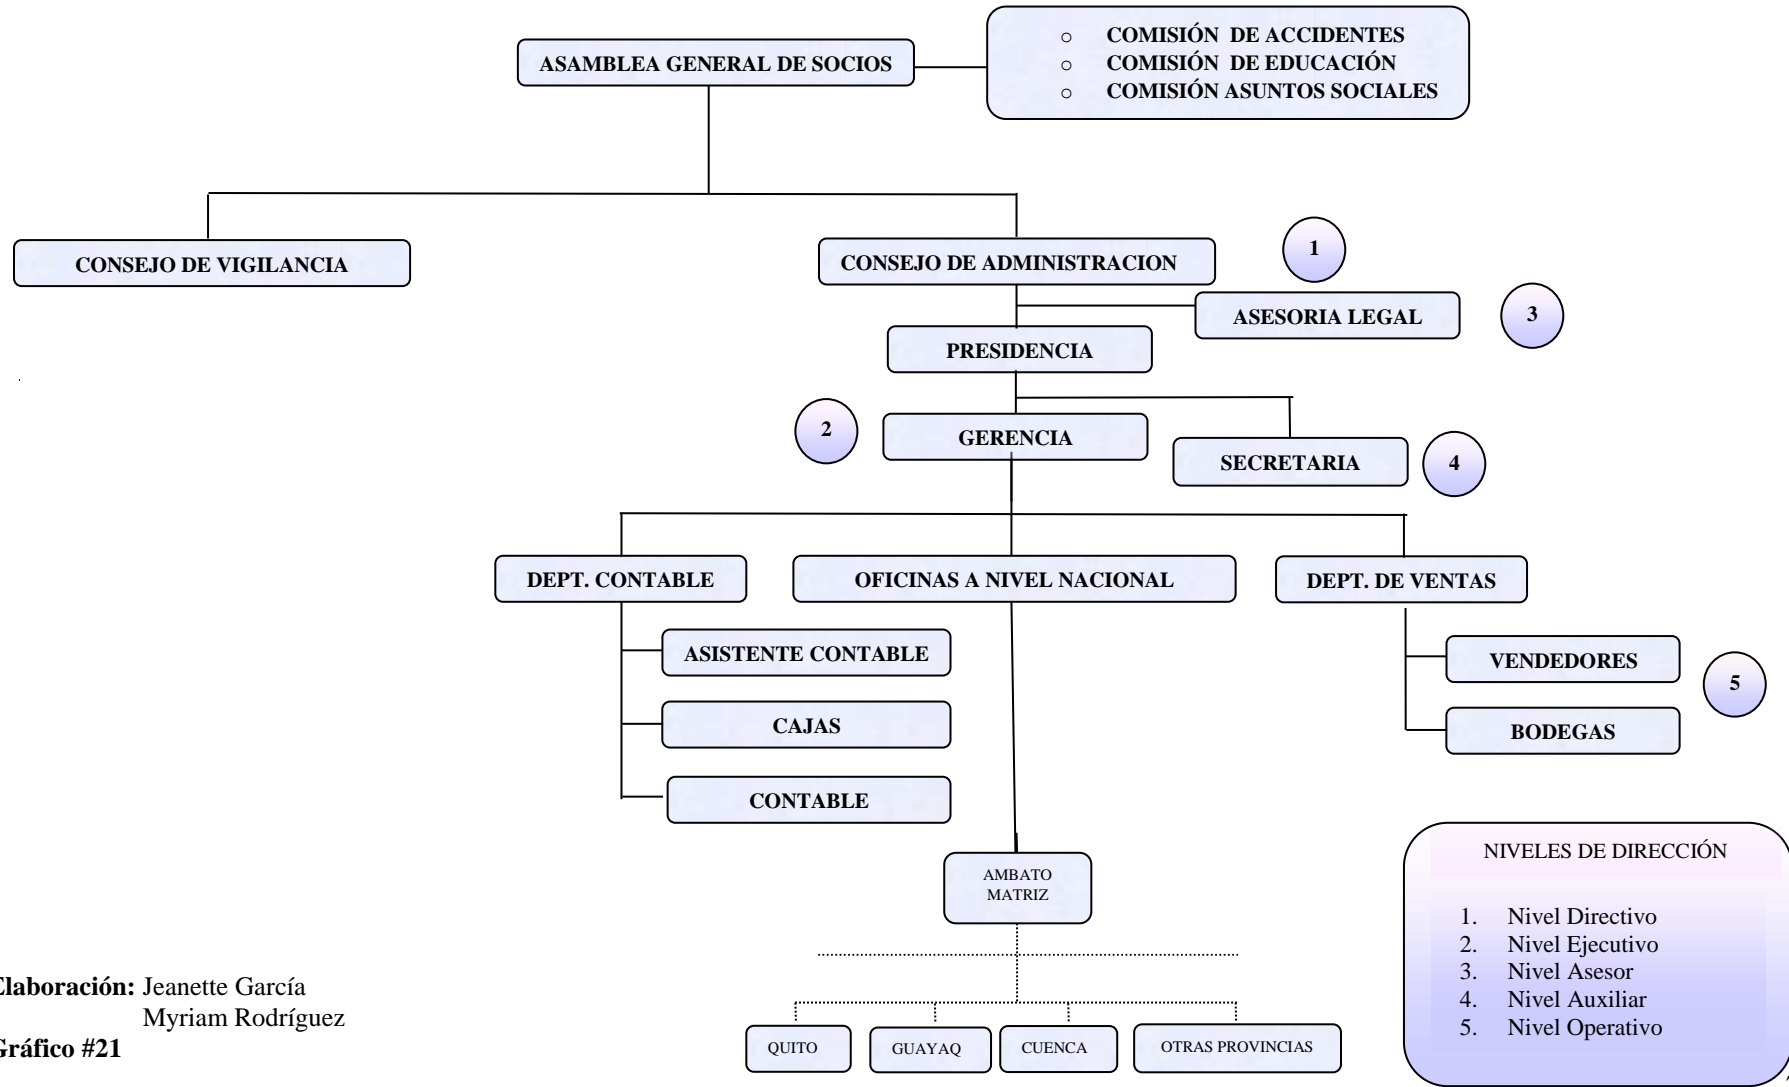 ASAMBLEA GENERAL DE SOCIOS
○ COMISIÓN DE ACCIDENTES
○ COMISIÓN DE EDUCACIÓN
○ COMISIÓN ASUNTOS SOCIALES
CONSEJO DE VIGILANCIA
CONSEJO DE ADMINISTRACION
1
ASESORIA LEGAL
3
PRESIDENCIA
2
GERENCIA
SECRETARIA
4
DEPT. CONTABLE
OFICINAS A NIVEL NACIONAL
DEPT. DE VENTAS
ASISTENTE CONTABLE
CAJAS
CONTABLE
VENDEDORES
5
BODEGAS
AMBATO
MATRIZ
QUITO
GUAYAQ
CUENCA
OTRAS PROVINCIAS
NIVELES DE DIRECCIÓN
1. Nivel Directivo
2. Nivel Ejecutivo
3. Nivel Asesor
4. Nivel Auxiliar
5. Nivel Operativo
Elaboración: Jeanette García
Myriam Rodríguez
Gráfico #21